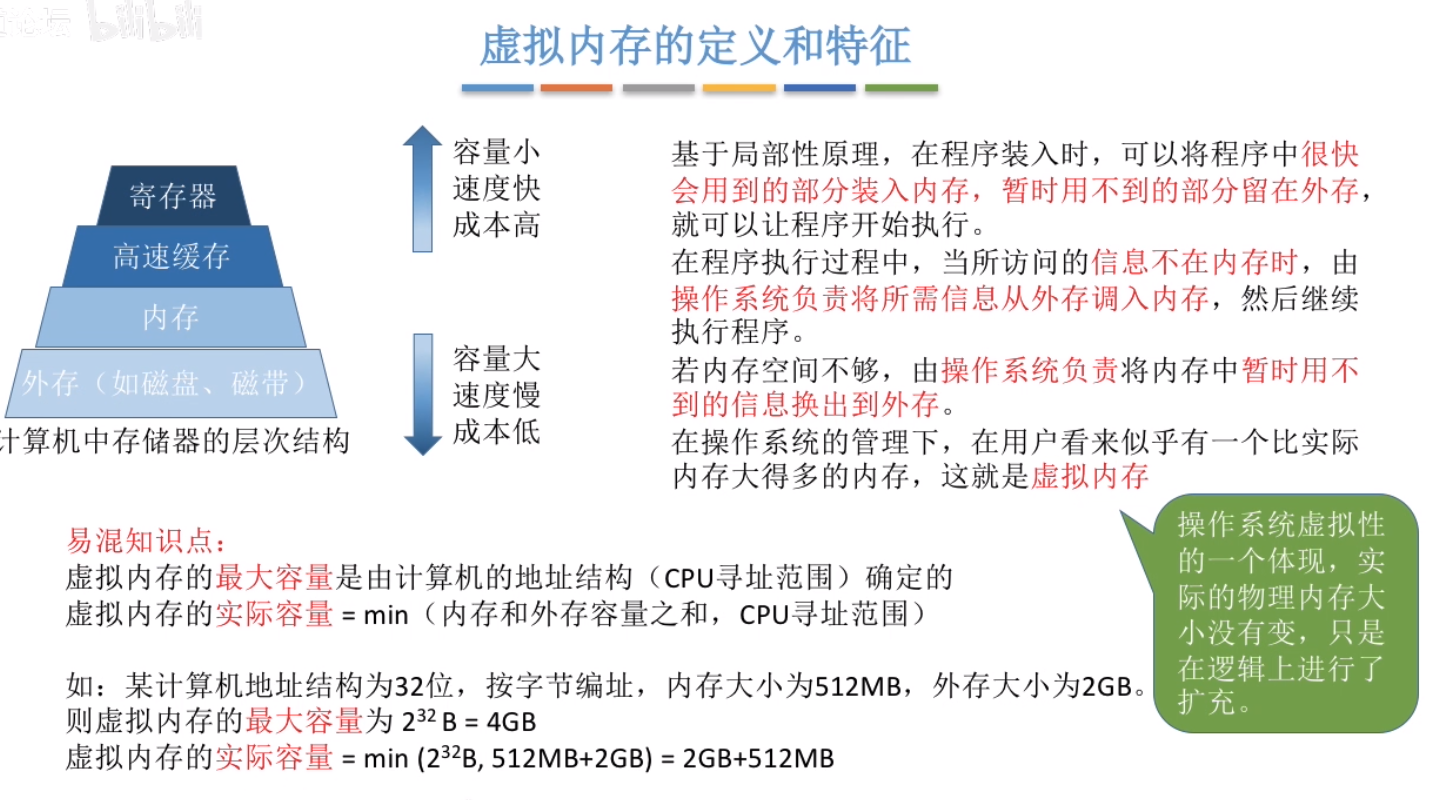 bilibili
虚拟内存的定义和特征
寄存器
高速缓存
内存
外存（如磁盘、磁带）
计算机中存储器的层次结构
容量小
速度快
成本高
容量大
速度慢
成本低
基于局部性原理，在程序装入时，可以将程序中很快
会用到的部分装入内存，暂时用不到的部分留在外存，
就可以让程序开始执行。
在程序执行过程中，当所访问的信息不在内存时，由
操作系统负责将所需信息从外存调入内存，然后继续
执行程序。
若内存空间不够，由操作系统负责将内存中暂时用不
到的信息换出到外存。
在操作系统的管理下，在用户看来似乎有一个比实际
内存大得多的内存，这就是虚拟内存
操作系统虚拟性
的一个体现，实
际的物理内存大
小没有变，只是
在逻辑上进行了
扩充。
易混知识点：
虚拟内存的最大容量是由计算机的地址结构（CPU寻址范围）确定的
虚拟内存的实际容量 = min（内存和外存容量之和，CPU寻址范围）
如：某计算机地址结构为32位，按字节编址，内存大小为512MB，外存大小为2GB。
则虚拟内存的最大容量为 2³² B = 4GB
虚拟内存的实际容量 = min (2³²B, 512MB+2GB) = 2GB+512MB